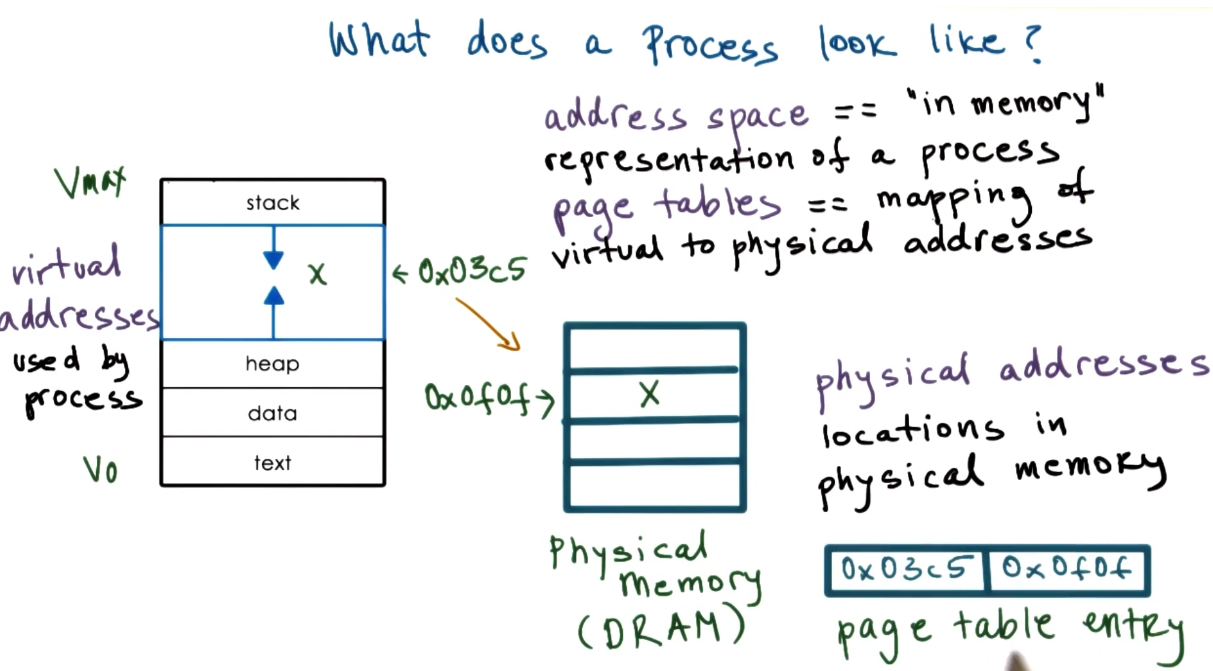 What does a Process look like?
address space == "in memory"
representation of a process
page tables == mapping of
virtual to physical addresses
Vmax
stack
virtual
addresses
used by
process
X
← 0x03c5
heap
data
text
V0
0x0f0f →
X
physical addresses
locations in
physical memory
Physical
memory
(DRAM)
0x03c5 0x0f0f
page table entry